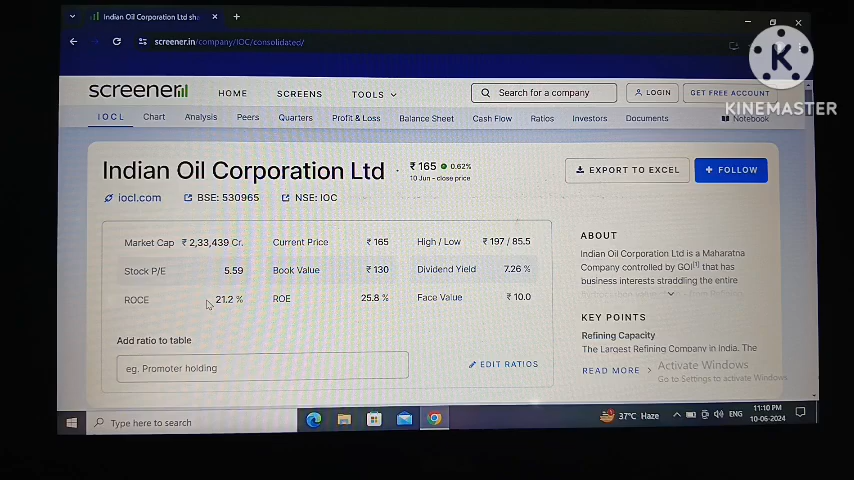 Indian Oil Corporation Ltd sha
screener.in/company/IOC/consolidated/
KINEMASTER
screener
HOME
SCREENS
TOOLS
Search for a company
LOGIN
GET FREE ACCOUNT
IOCL
Chart
Analysis
Peers
Quarters
Profit & Loss
Balance Sheet
Cash Flow
Ratios
Investors
Documents
Notebook
Indian Oil Corporation Ltd
₹ 165 0.62%
10 Jun - close price
EXPORT TO EXCEL
+ FOLLOW
iocl.com
BSE: 530965
NSE: IOC
Market Cap ₹ 2,33,439 Cr.
Current Price ₹ 165
High / Low ₹ 197 / 85.5
Stock P/E 5.59
Book Value ₹ 130
Dividend Yield 7.26 %
ROCE 21.2 %
ROE 25.8 %
Face Value ₹ 10.0
Add ratio to table
eg. Promoter holding
EDIT RATIOS
ABOUT
Indian Oil Corporation Ltd is a Maharatna
Company controlled by GOI[1] that has
business interests straddling the entire
KEY POINTS
Refining Capacity
The Largest Refining Company in India. The
READ MORE
Activate Windows
Go to Settings to activate Windows.
Type here to search
37°C Haze
ENG
11:10 PM
10-06-2024